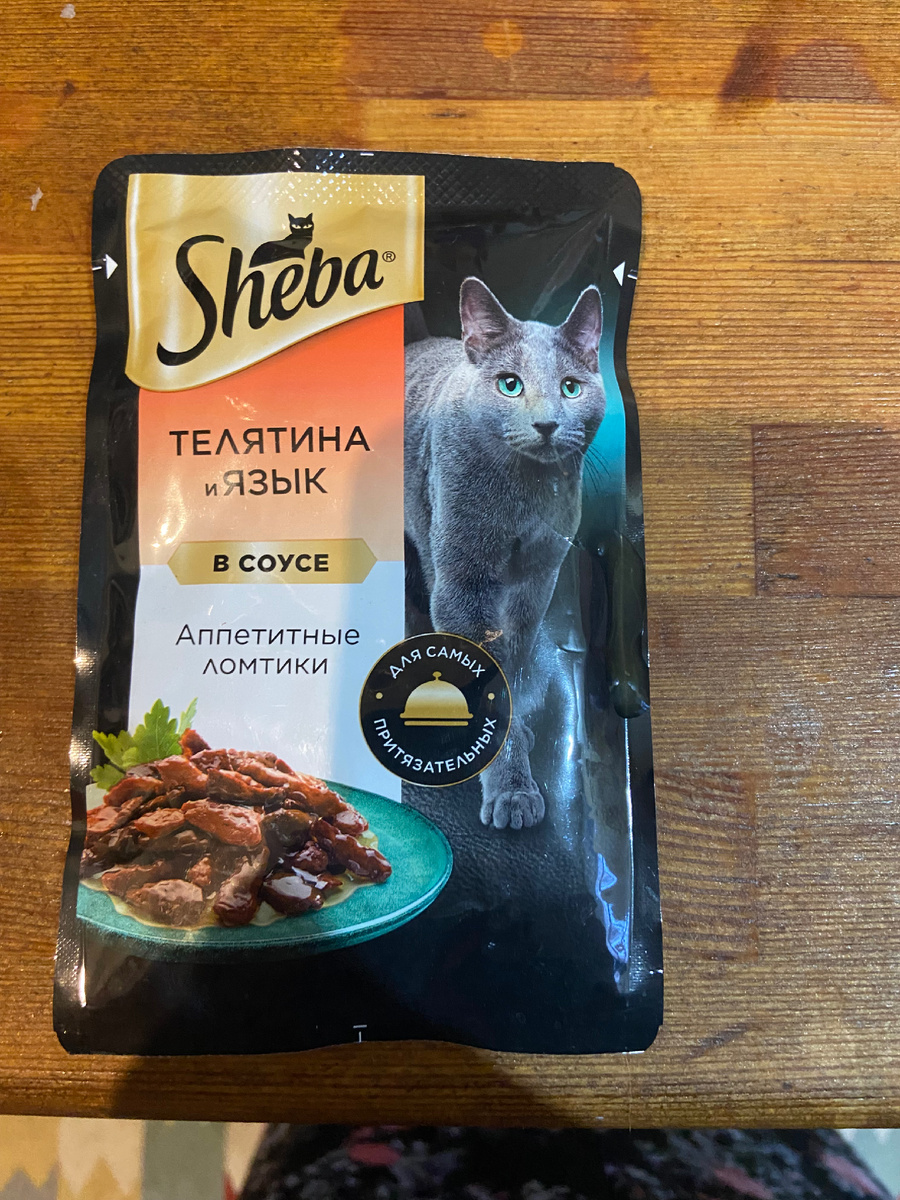 Sheba®
ТЕЛЯТИНА
и ЯЗЫК
В СОУСЕ
Аппетитные
ломтики
ДЛЯ САМЫХ
ПРИТЯЗАТЕЛЬНЫХ